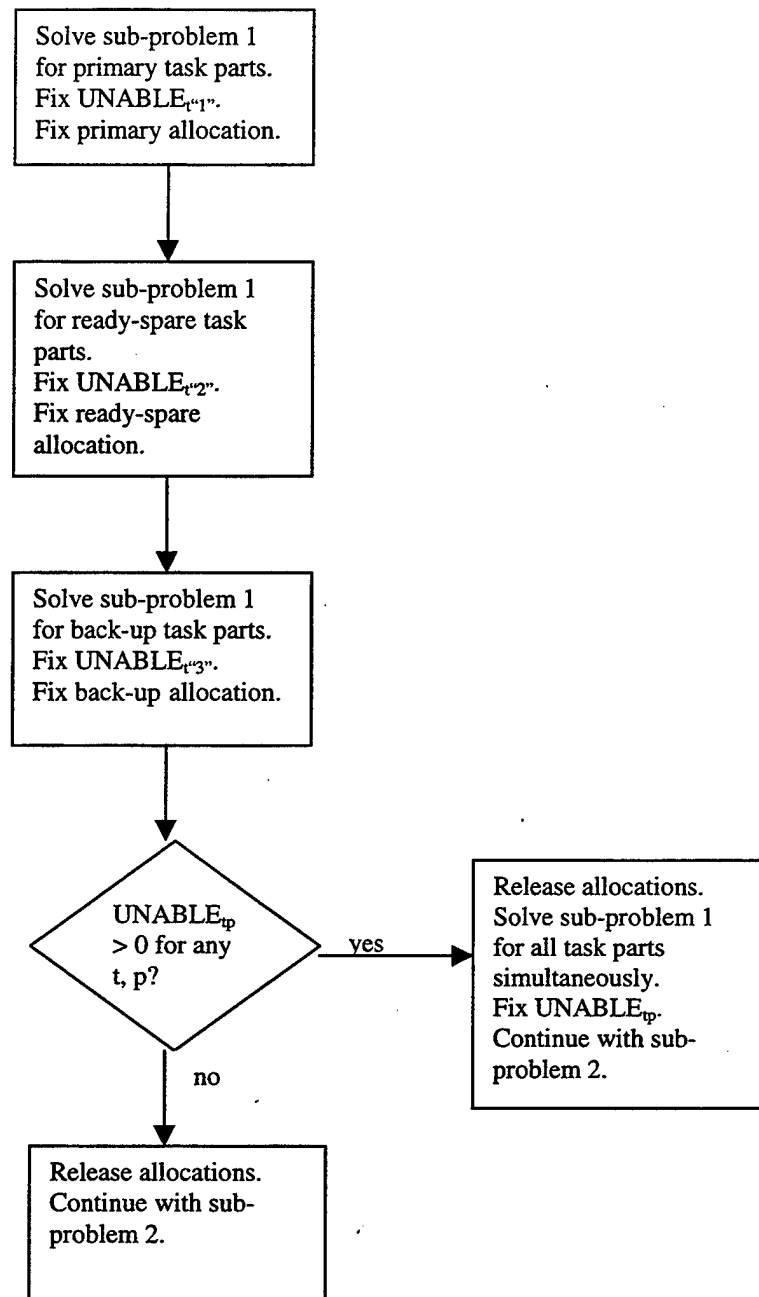 Solve sub-problem 1
for primary task parts.
Fix UNABLEt“1”.
Fix primary allocation.
Solve sub-problem 1
for ready-spare task
parts.
Fix UNABLEt“2”.
Fix ready-spare
allocation.
Solve sub-problem 1
for back-up task parts.
Fix UNABLEt“3”.
Fix back-up allocation.
UNABLEtp
> 0 for any
t, p?
yes
Release allocations.
Solve sub-problem 1
for all task parts
simultaneously.
Fix UNABLEtp.
Continue with sub-
problem 2.
no
Release allocations.
Continue with sub-
problem 2.